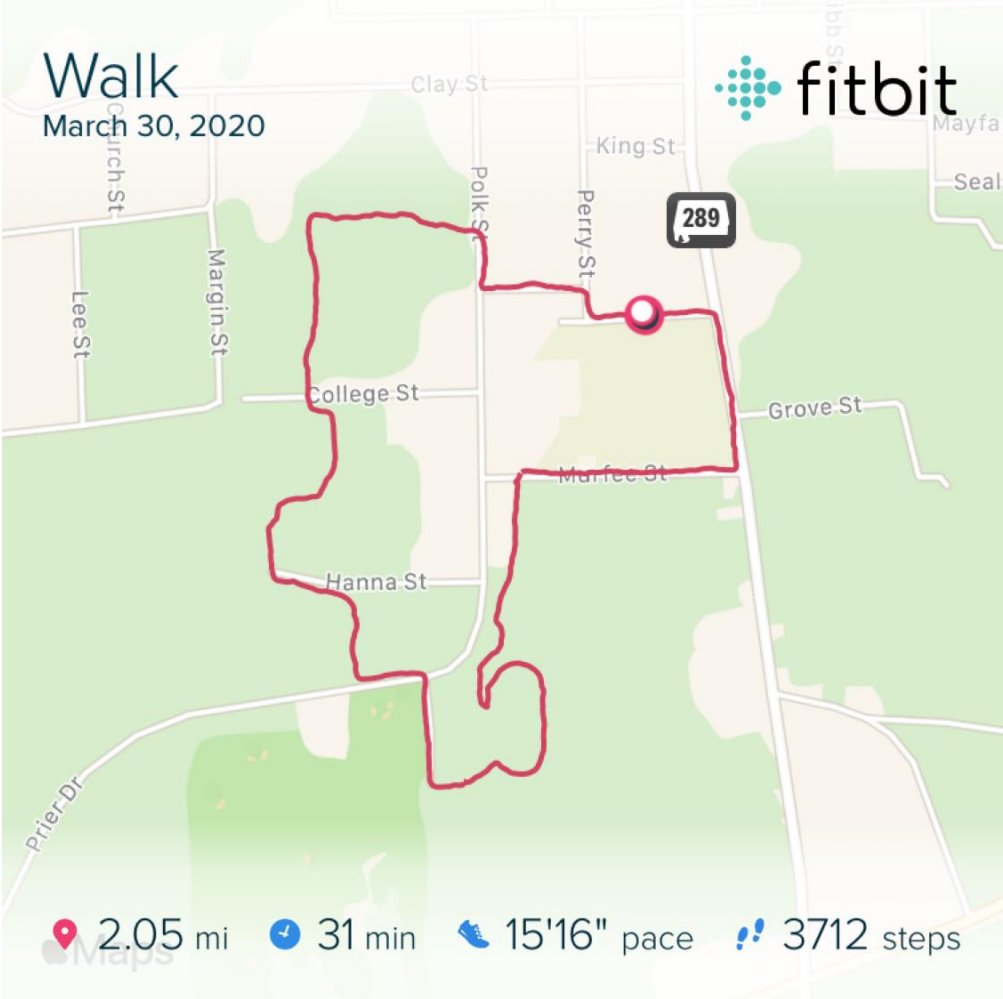 Walk
March 30, 2020
fitbit
Clay St
Church St
King St
Mayfa
Seal
Polk St
Perry St
289
Margin St
Lee St
College St
Grove St
Murfee St
Hanna St
Prier Dr
2.05 mi
31 min
15'16" pace
3712 steps
Maps